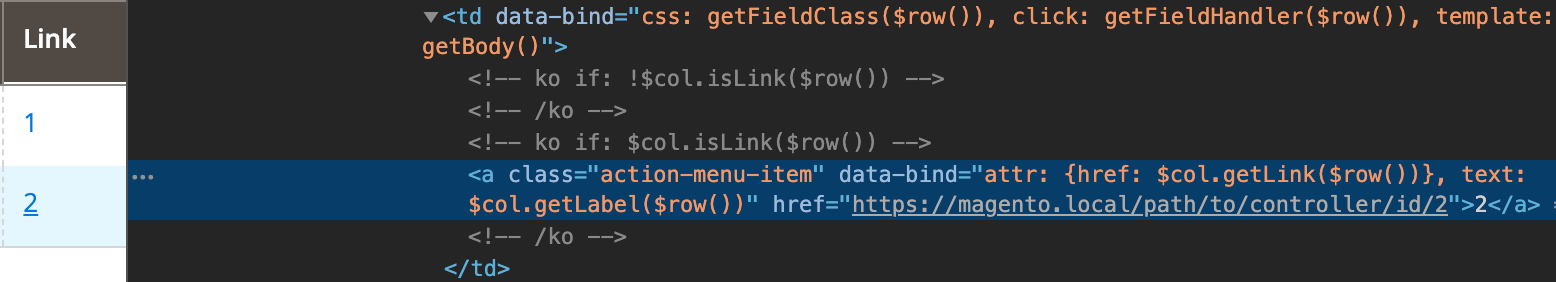 Link
1
2
▼<td data-bind="css: getFieldClass($row()), click: getFieldHandler($row()), template:
getBody()">
<!-- ko if: !$col.isLink($row()) -->
<!-- /ko -->
<!-- ko if: $col.isLink($row()) -->
<a class="action-menu-item" data-bind="attr: {href: $col.getLink($row())}, text:
$col.getLabel($row())" href="https://magento.local/path/to/controller/id/2">2</a> =
<!-- /ko -->
</td>